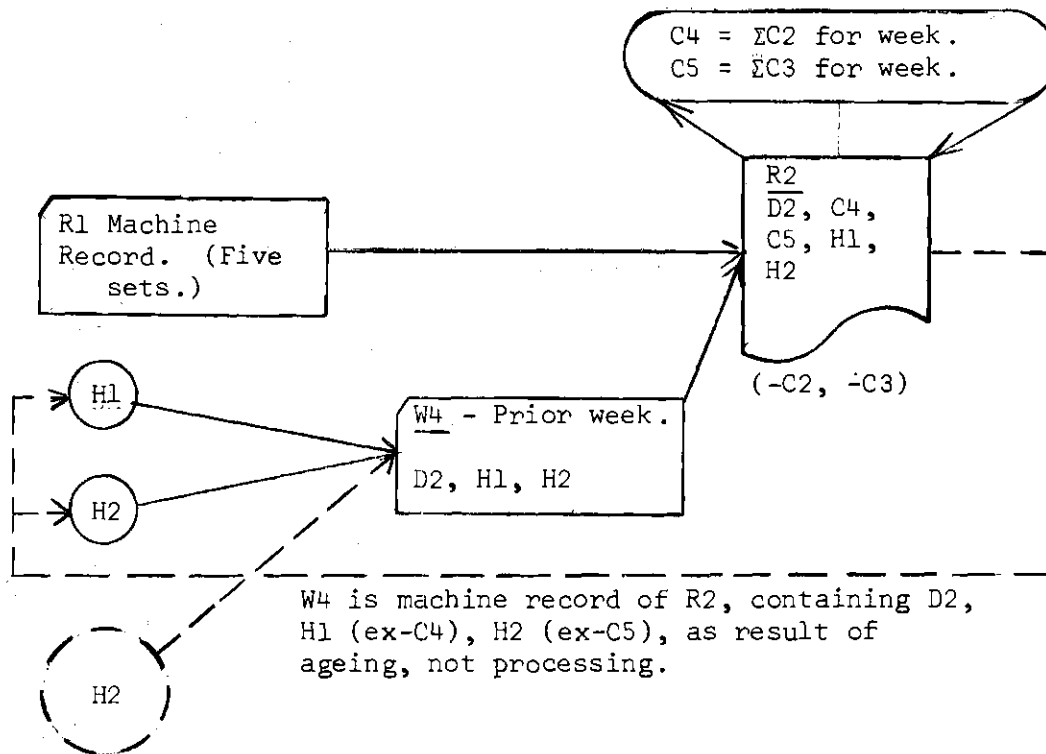 C4 = ΣC2 for week.
C5 = ΣC3 for week.
R2
D2, C4,
C5, H1,
H2
(-C2, -C3)
R1 Machine
Record. (Five
sets.)
H1
H2
W4 - Prior week.
D2, H1, H2
W4 is machine record of R2, containing D2,
H1 (ex-C4), H2 (ex-C5), as result of
ageing, not processing.
H2